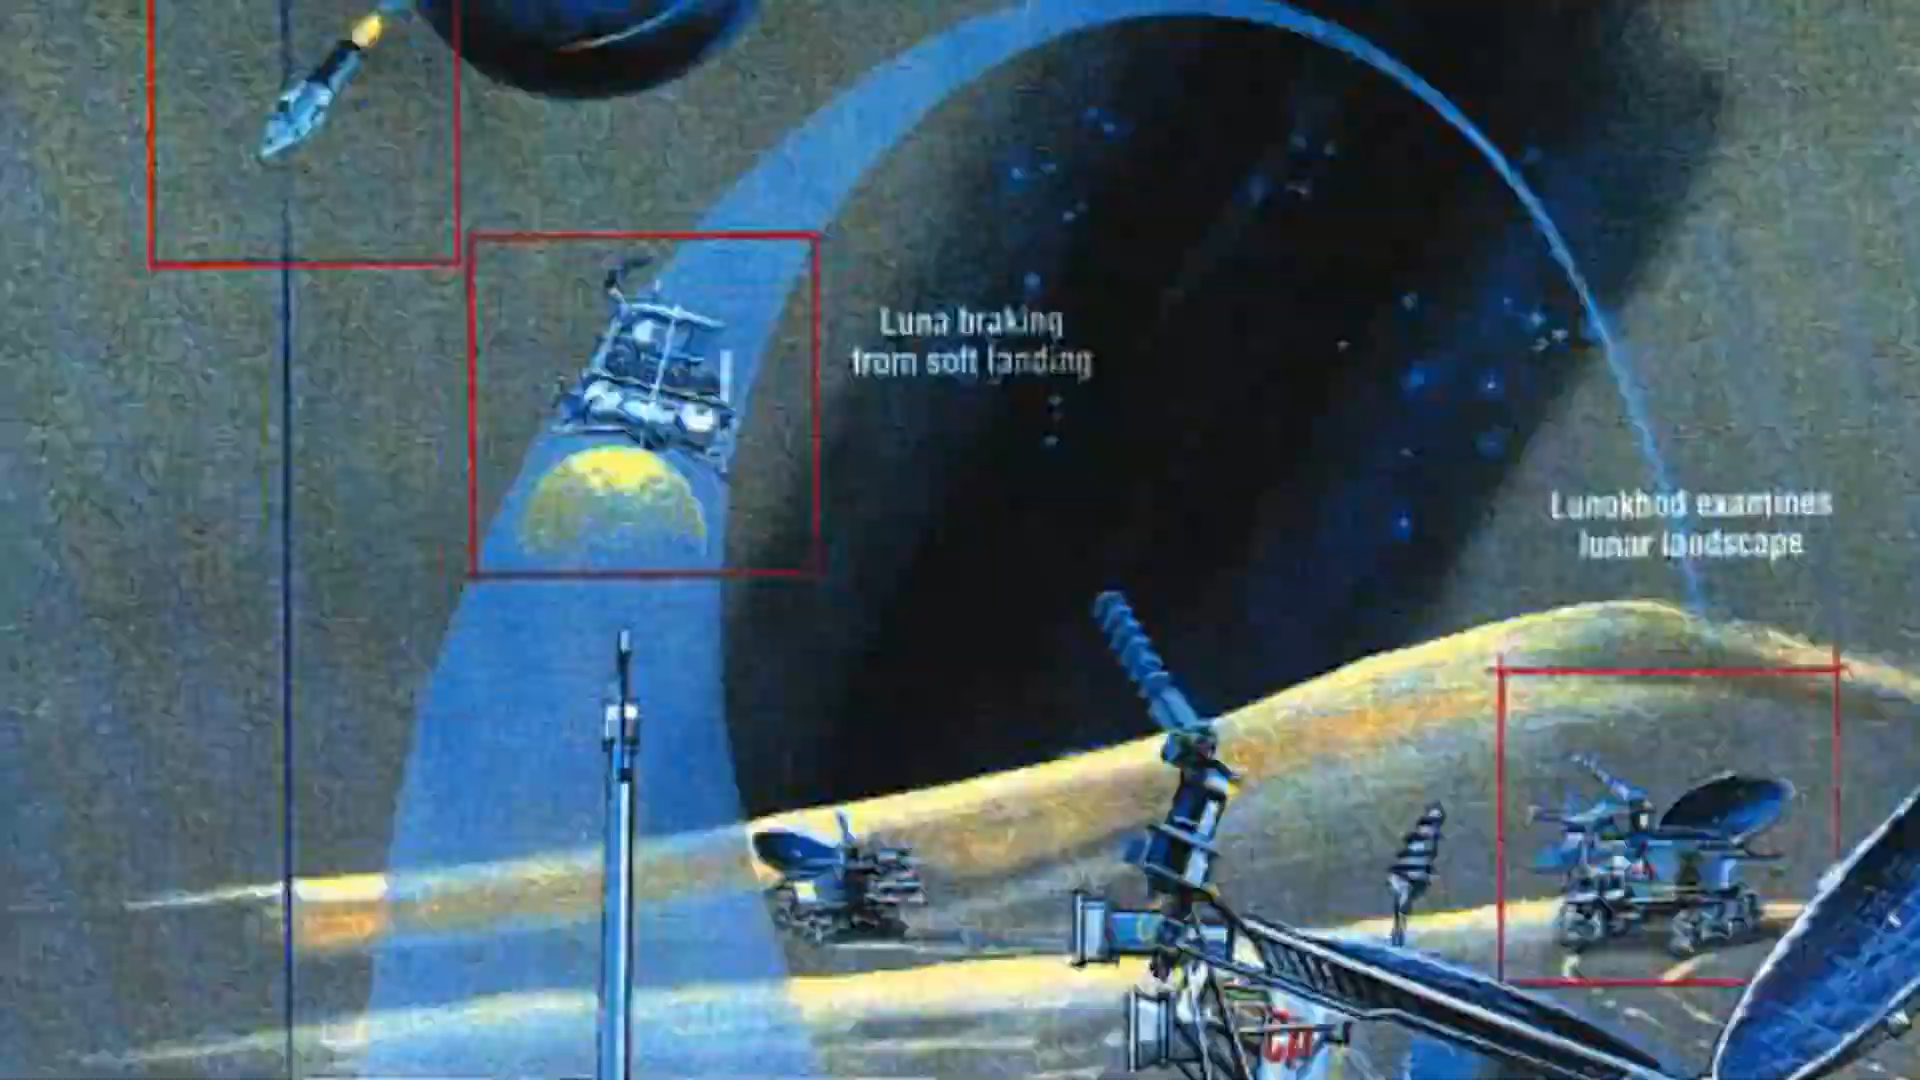 Luna braking
from soft landing
Lunokhod examines
lunar landscape